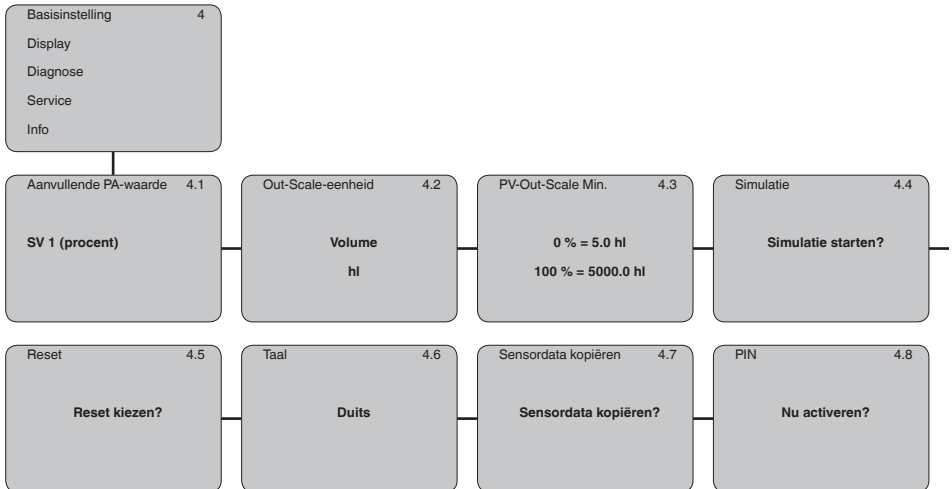 Basisinstelling 4
Display
Diagnose
Service
Info
Aanvullende PA-waarde 4.1
SV 1 (procent)
Out-Scale-eenheid 4.2
Volume
hl
PV-Out-Scale Min. 4.3
0 % = 5.0 hl
100 % = 5000.0 hl
Simulatie 4.4
Simulatie starten?
Reset 4.5
Reset kiezen?
Taal 4.6
Duits
Sensordata kopiëren 4.7
Sensordata kopiëren?
PIN 4.8
Nu activeren?